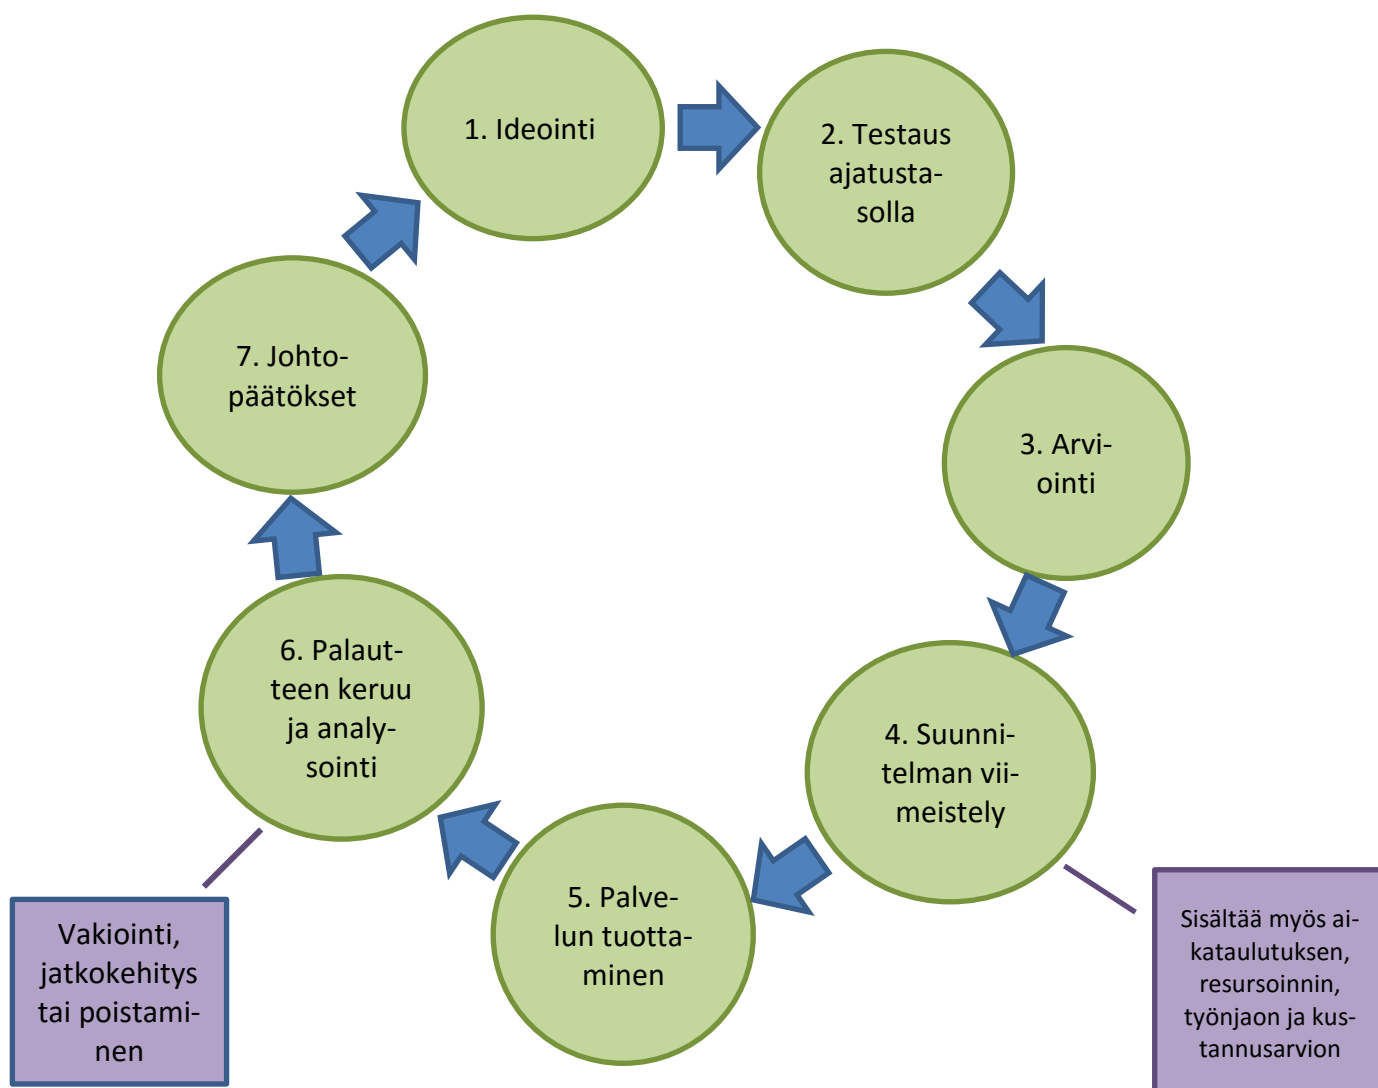 1. Ideointi
2. Testaus
ajatusta-
solla
3. Arvi-
ointi
4. Suunni-
telman vii-
meistely
Sisältää myös ai-
kataulutuksen,
resursoinnin,
työnjaon ja kus-
tannusarvion
5. Palve-
lun tuotta-
minen
6. Palaut-
teen keruu
ja analy-
sointi
Vakiointi,
jatkokehitys
tai poistami-
nen
7. Johto-
päätökset